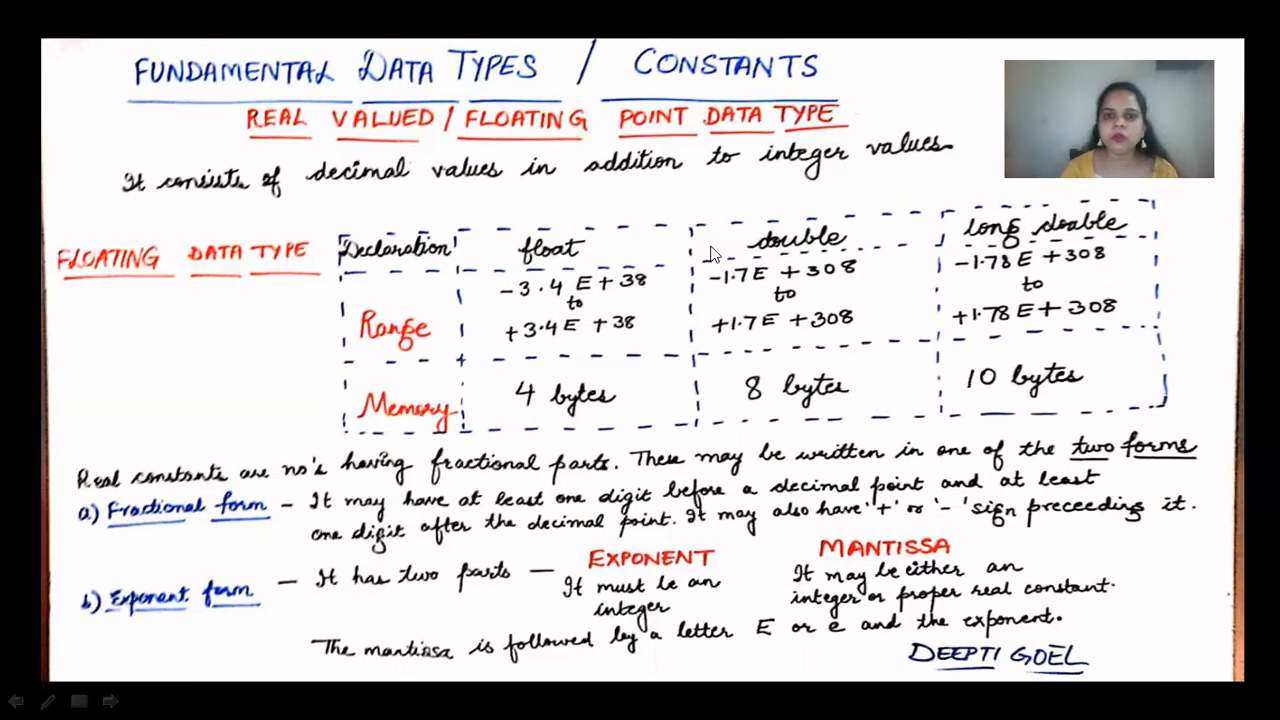 FUNDAMENTAL DATA TYPES / CONSTANTS
REAL VALUED / FLOATING POINT DATA TYPE
It consists of decimal values in addition to integer values.
FLOATING DATA TYPE
Declaration float double long double
Range -3.4 E+38 to +3.4E +38 -1.7E +308 to +1.7E +308 -1.78E +308 to +1.78E+308
Memory 4 bytes 8 bytes 10 bytes
Real constants are no's having fractional parts. These may be written in one of the two forms
a) Fractional form - It may have at least one digit before a decimal point and at least
one digit after the decimal point. It may also have '+' or '-' sign preceeding it.
b) Exponent form - It has two parts -
EXPONENT
It must be an
integer
MANTISSA
It may be either an
integer or proper real constant.
The mantissa is followed by a letter E or e and the exponent.
DEEPTI GOEL